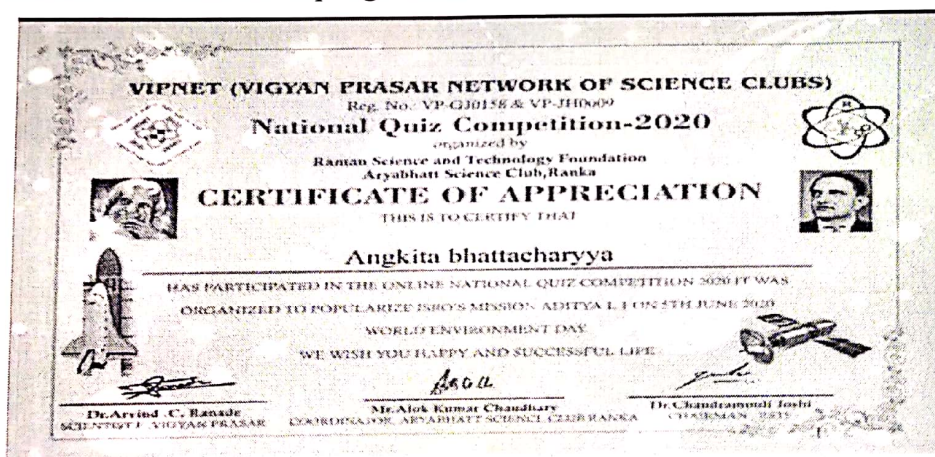 VIPNET (VIGYAN PRASAR NETWORK OF SCIENCE CLUBS)
Reg. No.: VP-GJ0158 & VP-JH0609
National Quiz Competition-2020
organized by
Raman Science and Technology Foundation
Aryabhatt Science Club,Ranka
CERTIFICATE OF APPRECIATION
THIS IS TO CERTIFY THAT
Angkita bhattacharyya
HAS PARTICIPATED IN THE ONLINE NATIONAL QUIZ COMPETITION 2020 IT WAS
ORGANIZED TO POPULARIZE ISRO'S MISSION ADITYA L 1 ON 5TH JUNE 2020
WORLD ENVIRONMENT DAY
WE WISH YOU HAPPY AND SUCCESSFUL LIFE
Dr.Arvind .C. Ranade
SCIENTIST F, VIGYAN PRASAR
Mr.Alok Kumar Chaudhary
COORDINATOR, ARYABHATT SCIENCE CLUB RANKA
Dr.Chandramouli Joshi
CHAIRMAN